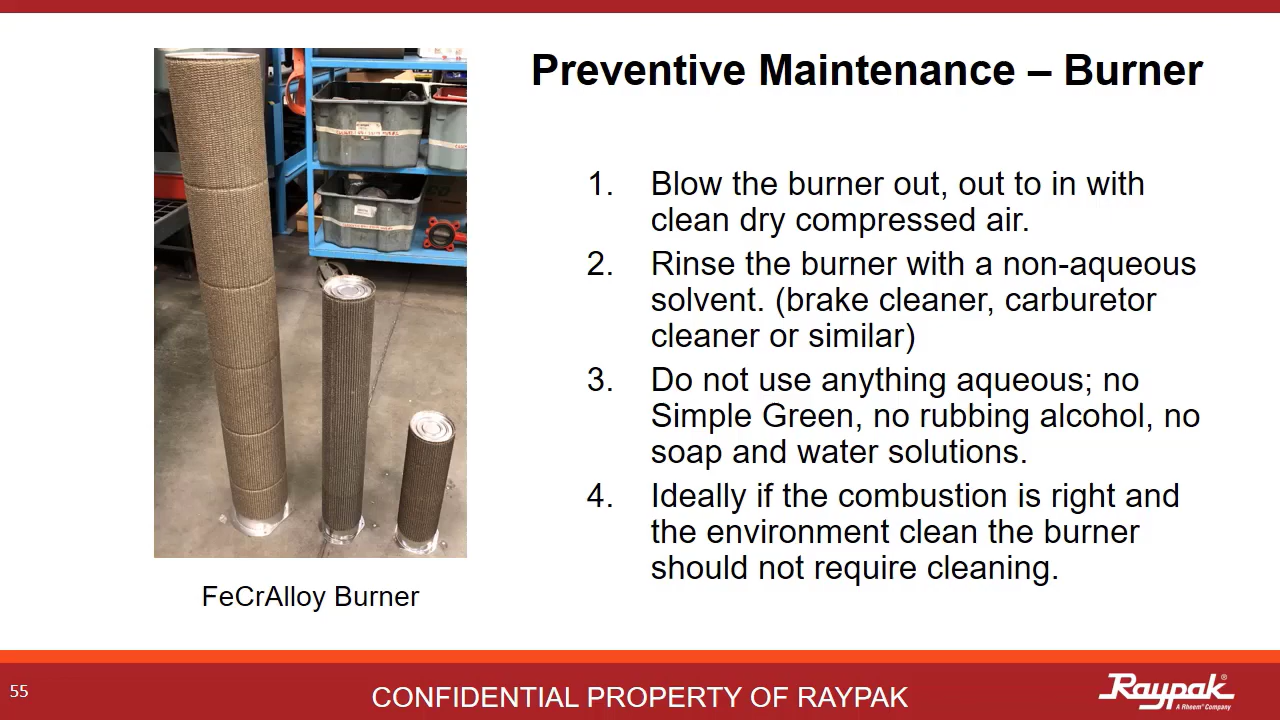 Preventive Maintenance – Burner
1. Blow the burner out, out to in with
clean dry compressed air.
2. Rinse the burner with a non-aqueous
solvent. (brake cleaner, carburetor
cleaner or similar)
3. Do not use anything aqueous; no
Simple Green, no rubbing alcohol, no
soap and water solutions.
4. Ideally if the combustion is right and
the environment clean the burner
should not require cleaning.
FeCrAlloy Burner
55
CONFIDENTIAL PROPERTY OF RAYPAK
Raypak®
A Rheem® Company